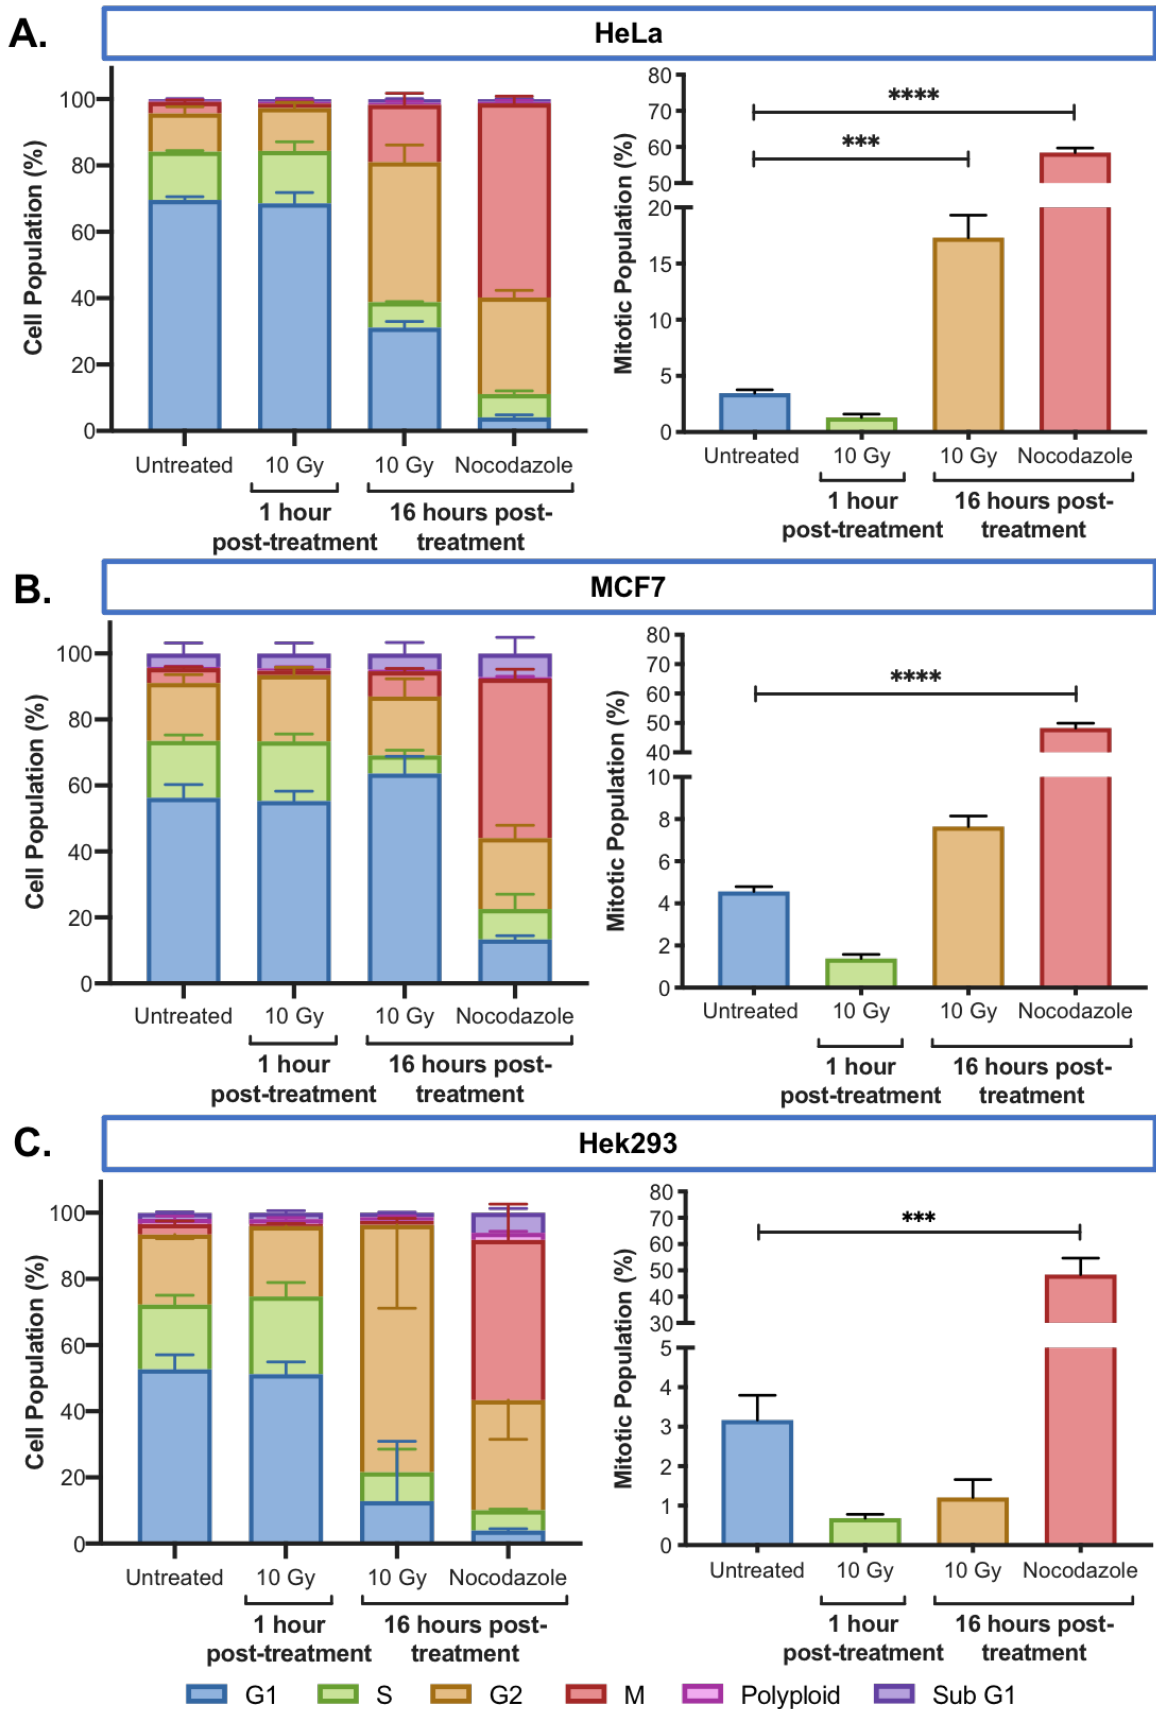 A.
HeLa
Cell Population (%)
100
80
60
40
20
0
Untreated
10 Gy
10 Gy
Nocodazole
1 hour
post-treatment
16 hours post-
treatment
Mitotic Population (%)
80
70
60
50
20
15
10
5
0
****
***
Untreated
10 Gy
10 Gy
Nocodazole
1 hour
post-treatment
16 hours post-
treatment
B.
MCF7
Cell Population (%)
100
80
60
40
20
0
Untreated
10 Gy
10 Gy
Nocodazole
1 hour
post-treatment
16 hours post-
treatment
Mitotic Population (%)
80
70
60
50
40
10
8
6
4
2
0
****
Untreated
10 Gy
10 Gy
Nocodazole
1 hour
post-treatment
16 hours post-
treatment
C.
Hek293
Cell Population (%)
100
80
60
40
20
0
Untreated
10 Gy
10 Gy
Nocodazole
1 hour
post-treatment
16 hours post-
treatment
Mitotic Population (%)
80
70
60
50
40
30
5
4
3
2
1
0
***
Untreated
10 Gy
10 Gy
Nocodazole
1 hour
post-treatment
16 hours post-
treatment
G1 S G2 M Polyploid Sub G1